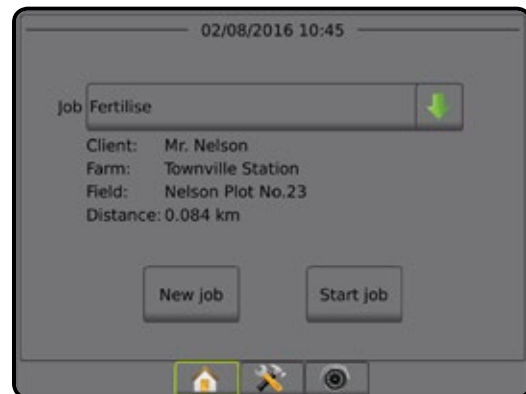 02/08/2016 10:45
Job Fertilise
Client: Mr. Nelson
Farm: Townville Station
Field: Nelson Plot No.23
Distance: 0.084 km
New job Start job